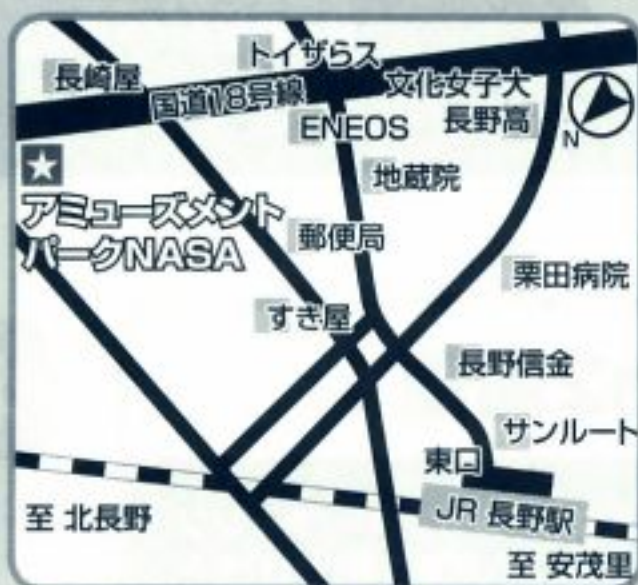 トイザらス
長崎屋
国道18号線
文化女子大
長野高
ENEOS
N
地蔵院
アミューズメント
パークNASA
郵便局
栗田病院
すき屋
長野信金
サンルート
東口
JR 長野駅
至 北長野
至 安茂里